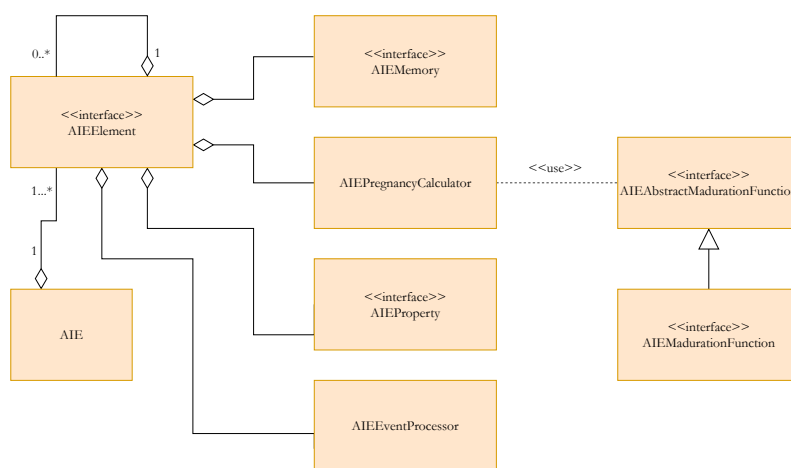 0..*
1
<<interface>>
AIEElement
<<interface>>
AIEMemory
AIEPregnancyCalculator
<<use>>
<<interface>>
AIEAbstractMadurationFunctio
1...*
1
AIE
<<interface>>
AIEProperty
<<interface>>
AIEMadurationFunction
AIEEventProcessor